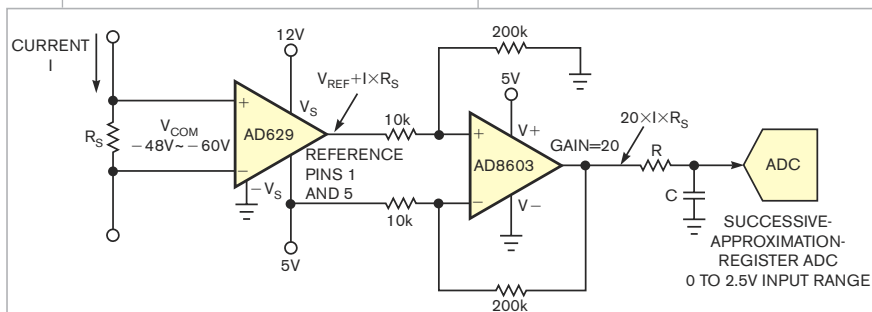 CURRENT
I
12V
200k
V_REF+I×R_S
5V
V_S
+
10k
+
V+
20×I×R_S
R_S
V_COM
−48V~−60V
AD629
REFERENCE
PINS 1
AND 5
AD8603
GAIN=20
R
ADC
−
−V_S
−
V−
C
10k
5V
200k
SUCCESSIVE-
APPROXIMATION-
REGISTER ADC
0 TO 2.5V INPUT RANGE